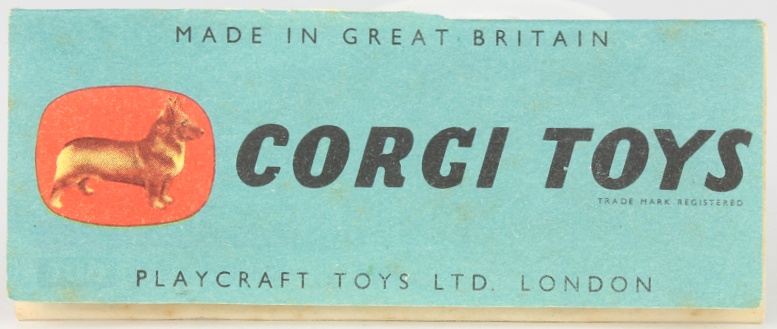 MADE IN GREAT BRITAIN
CORGI TOYS
TRADE MARK REGISTERED
PLAYCRAFT TOYS LTD. LONDON